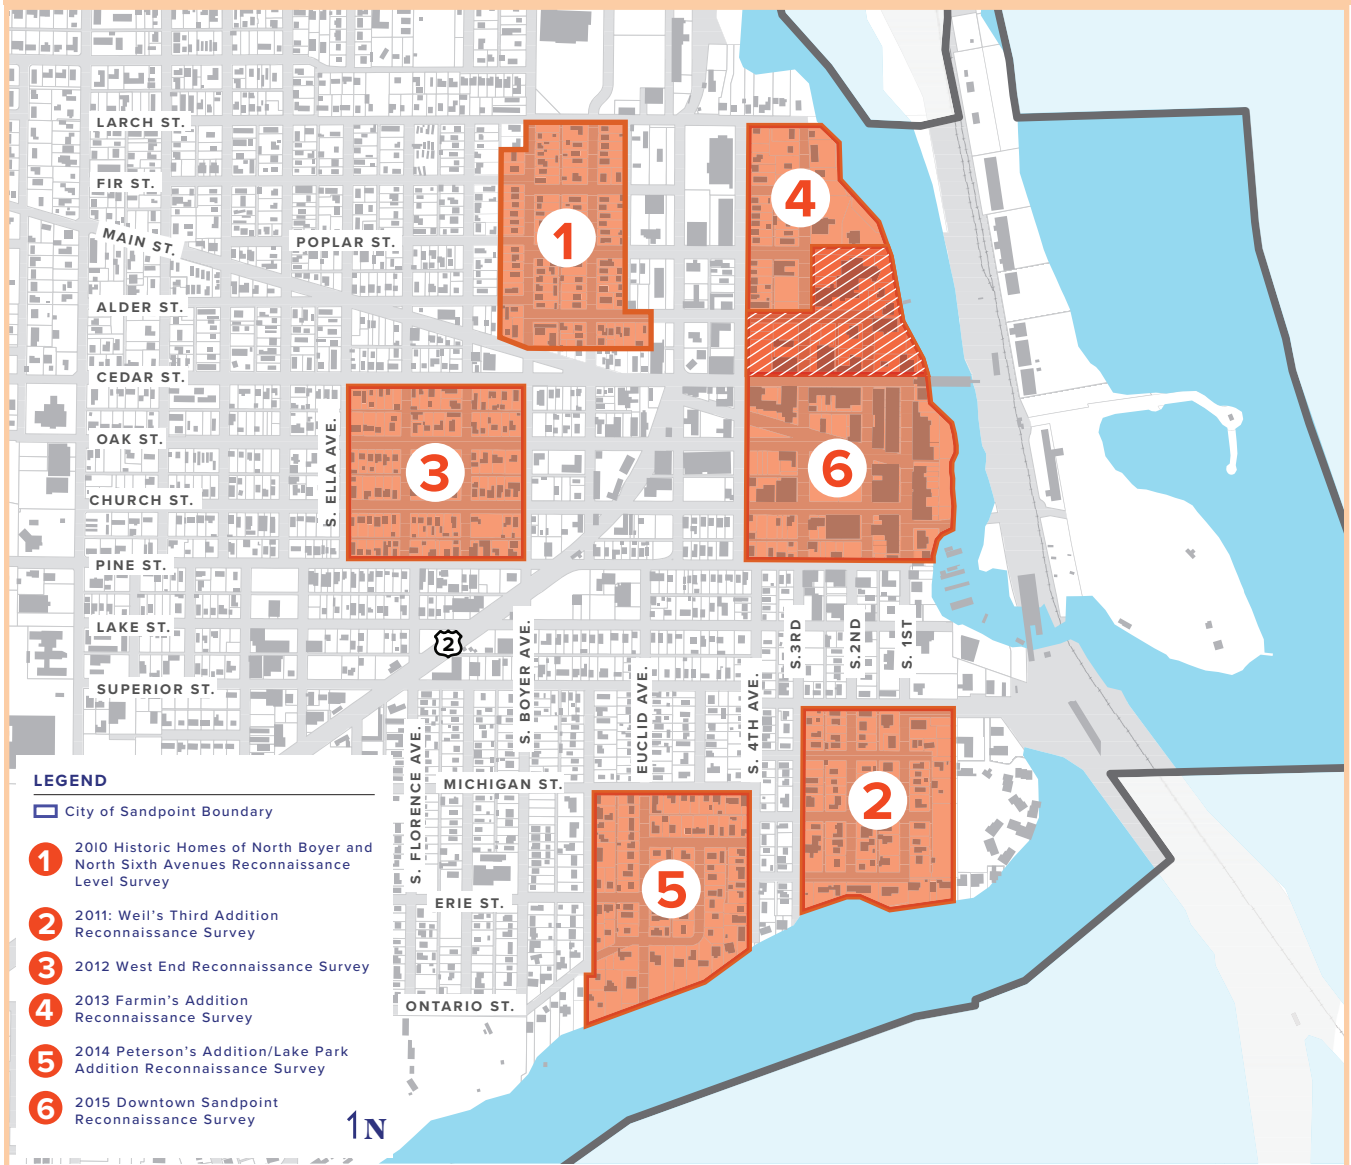 LARCH ST.
FIR ST.
MAIN ST.
POPLAR ST.
ALDER ST.
CEDAR ST.
OAK ST.
CHURCH ST.
PINE ST.
LAKE ST.
SUPERIOR ST.
S. ELLA AVE.
1
4
3
6
2
S. BOYER AVE.
S.3RD
S.2ND
S. 1ST
EUCLID AVE.
S. 4TH AVE.
S. FLORENCE AVE.
MICHIGAN ST.
2
5
ERIE ST.
ONTARIO ST.
LEGEND
City of Sandpoint Boundary
1
2010 Historic Homes of North Boyer and
North Sixth Avenues Reconnaissance
Level Survey
2
2011: Weil's Third Addition
Reconnaissance Survey
3
2012 West End Reconnaissance Survey
4
2013 Farmin's Addition
Reconnaissance Survey
5
2014 Peterson's Addition/Lake Park
Addition Reconnaissance Survey
6
2015 Downtown Sandpoint
Reconnaissance Survey
N